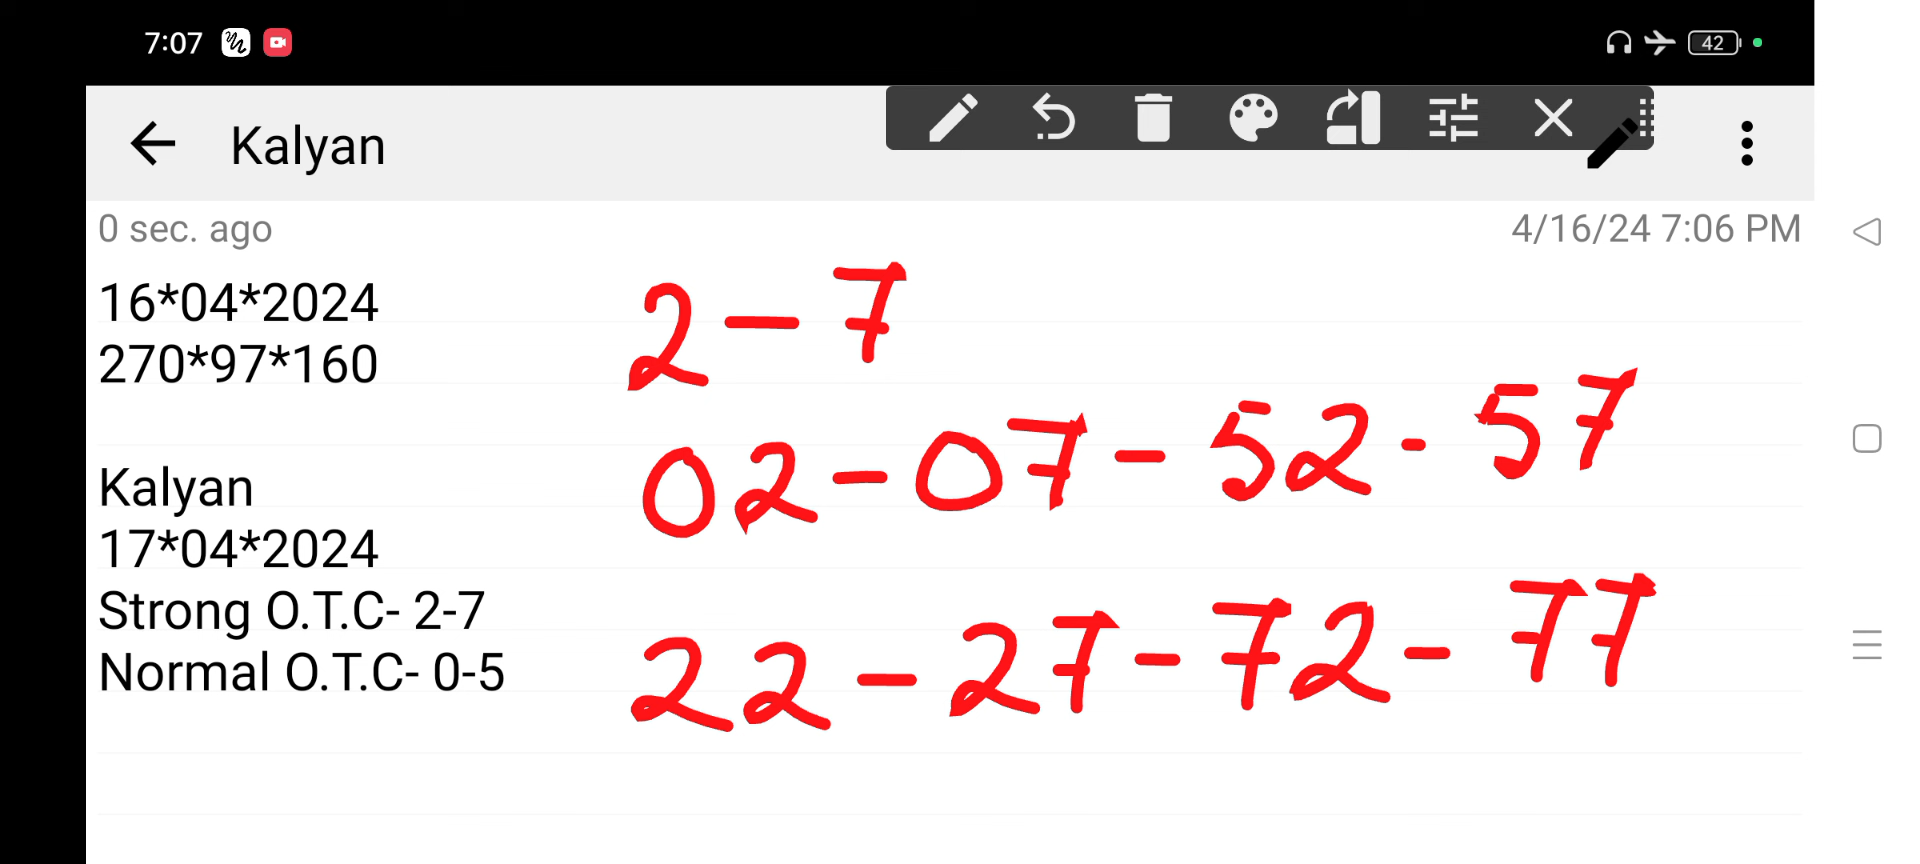 7:07
42
Kalyan
0 sec. ago
4/16/24 7:06 PM
16*04*2024
270*97*160
Kalyan
17*04*2024
Strong O.T.C- 2-7
Normal O.T.C- 0-5
2-7
02-07-52-57
22-27-72-77